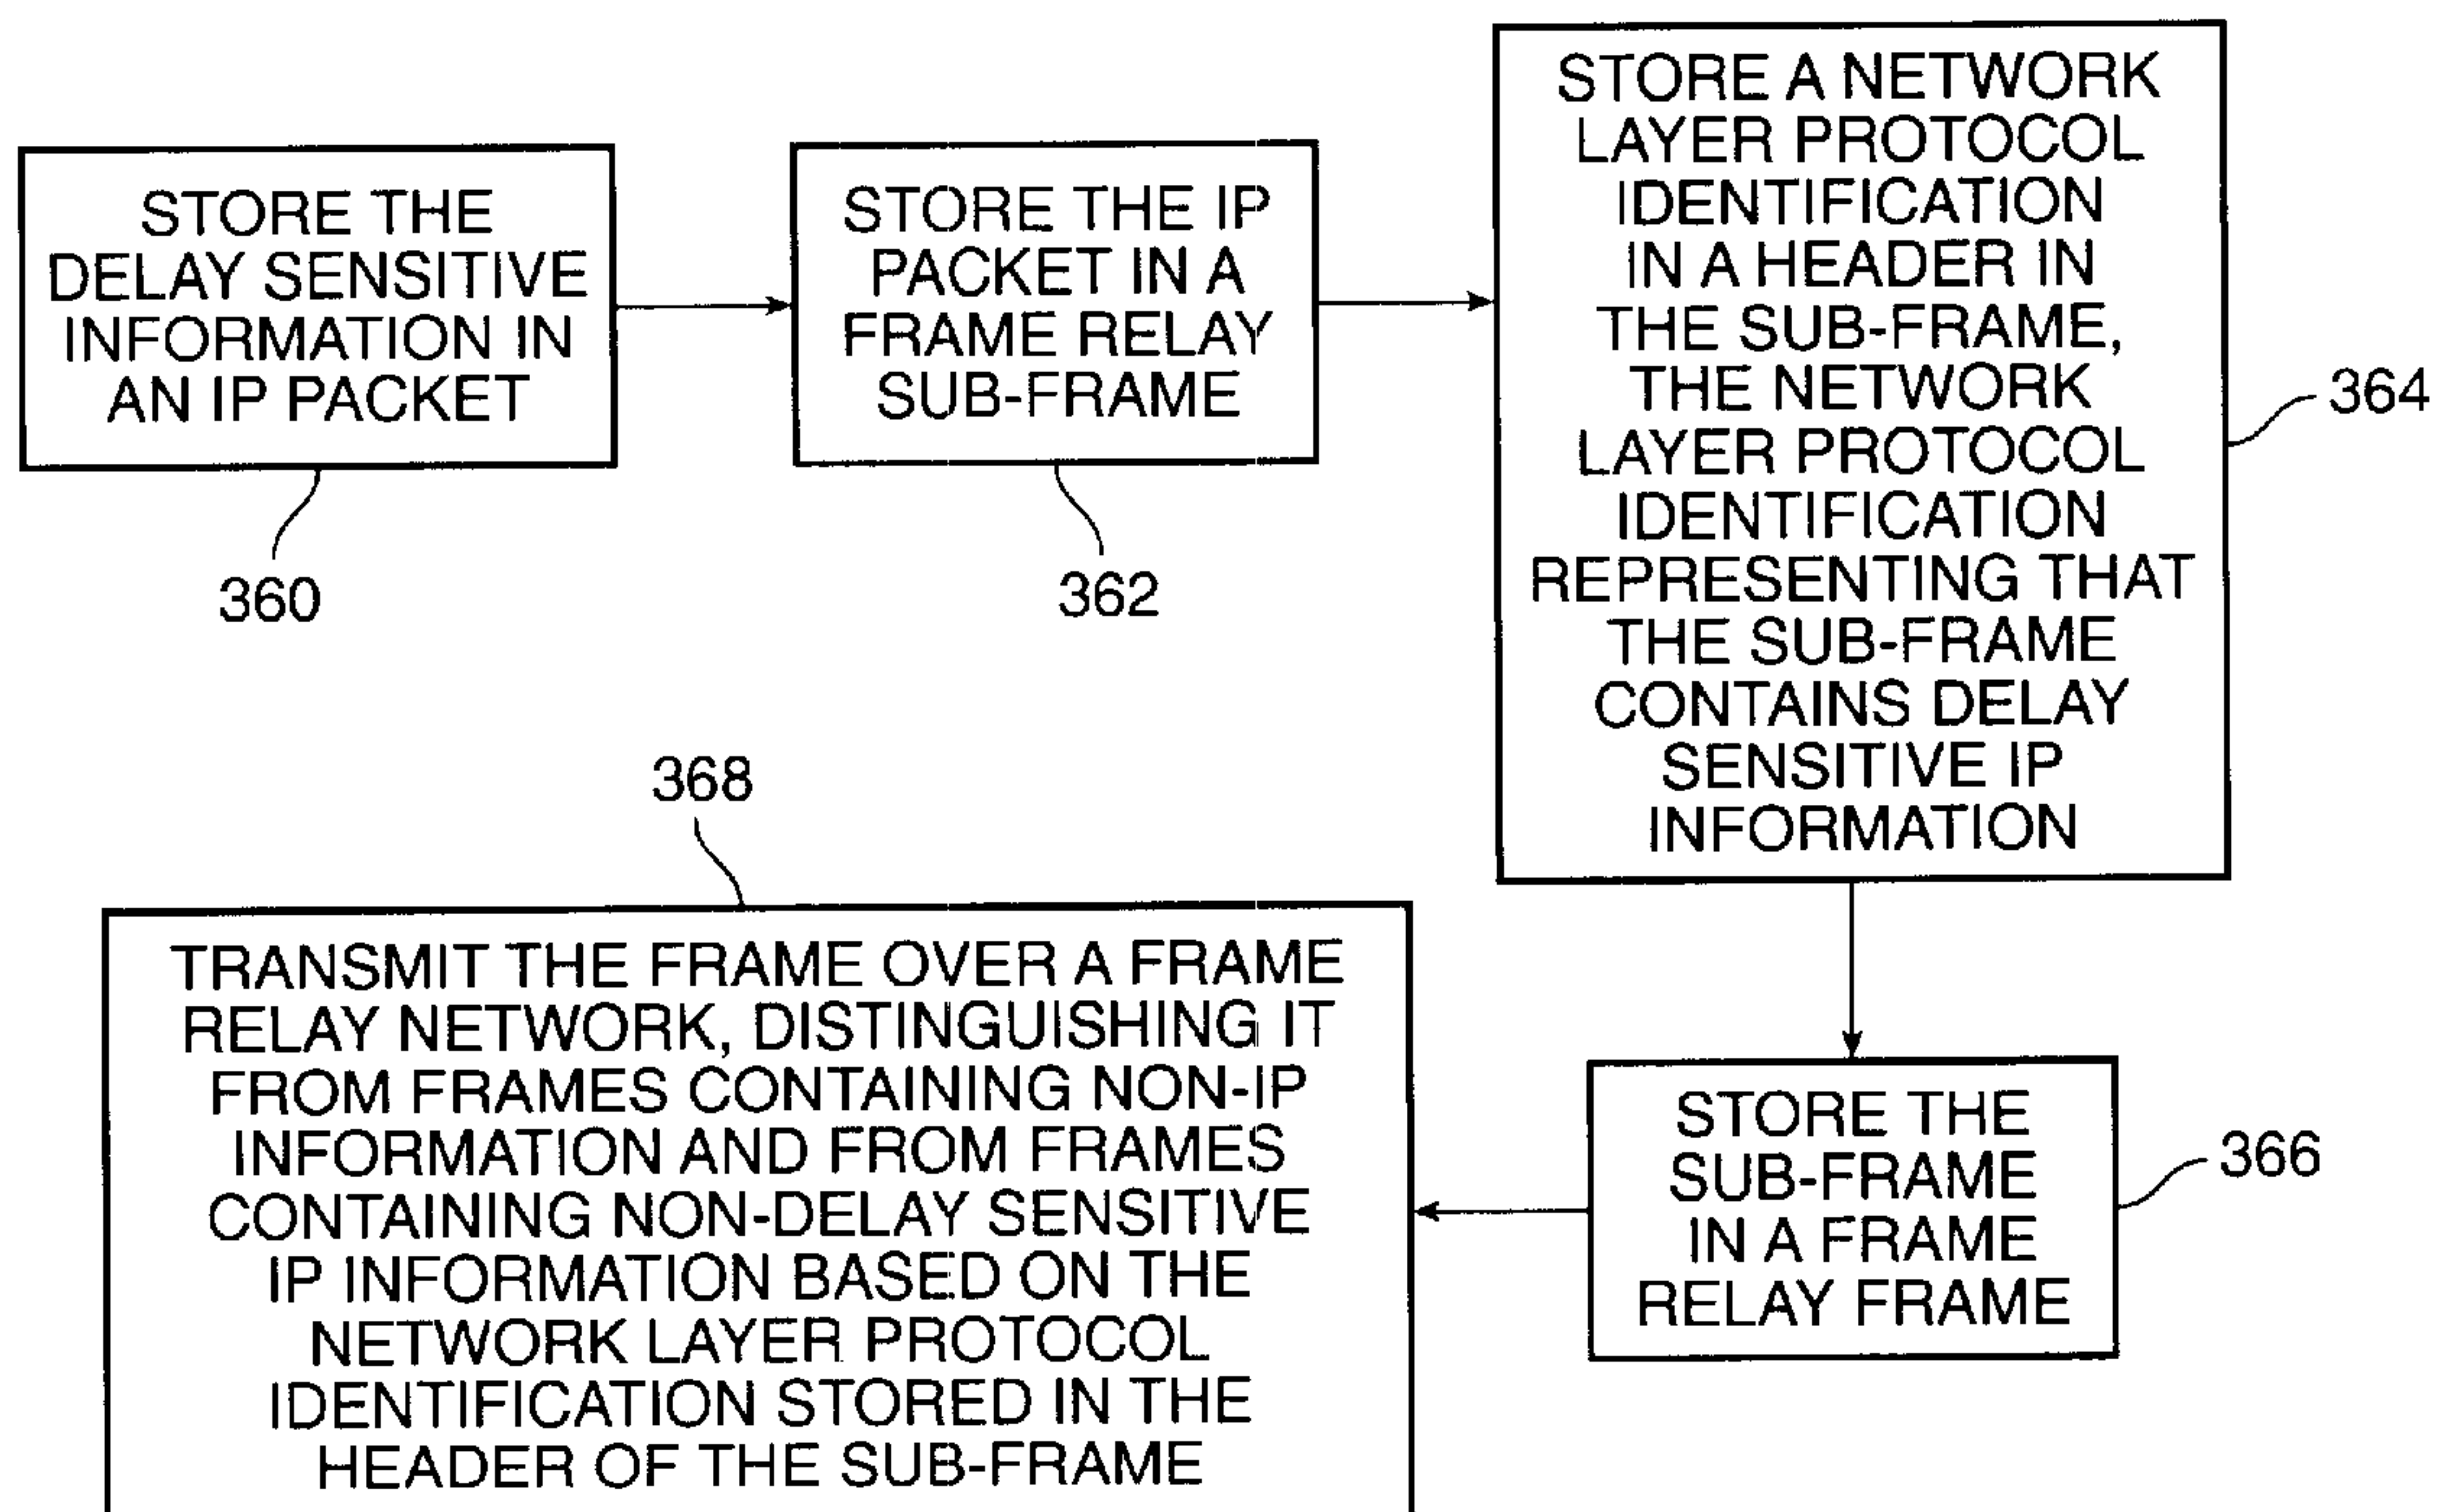 STORE THE
DELAY SENSITIVE
INFORMATION IN
AN IP PACKET
360
STORE THE IP
PACKET IN A
FRAME RELAY
SUB-FRAME
362
STORE A NETWORK
LAYER PROTOCOL
IDENTIFICATION
IN A HEADER IN
THE SUB-FRAME,
THE NETWORK
LAYER PROTOCOL
IDENTIFICATION
REPRESENTING THAT
THE SUB-FRAME
CONTAINS DELAY
SENSITIVE IP
INFORMATION
364
STORE THE
SUB-FRAME
IN A FRAME
RELAY FRAME
366
368
TRANSMIT THE FRAME OVER A FRAME
RELAY NETWORK, DISTINGUISHING IT
FROM FRAMES CONTAINING NON-IP
INFORMATION AND FROM FRAMES
CONTAINING NON-DELAY SENSITIVE
IP INFORMATION BASED ON THE
NETWORK LAYER PROTOCOL
IDENTIFICATION STORED IN THE
HEADER OF THE SUB-FRAME